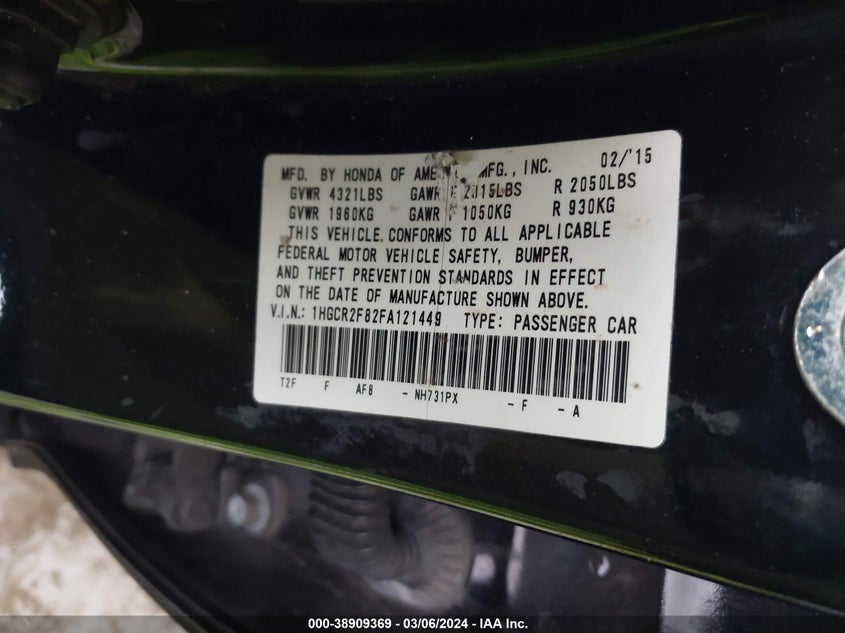 MFD. BY HONDA OF MFG., INC. 02/'15
GVWR 4321LBS GAWR R 2050LBS
GVWR 1960KG GAWR 1050KG R 930KG
THIS VEHICLE CONFORMS TO ALL APPLICABLE
FEDERAL MOTOR VEHICLE SAFETY, BUMPER,
AND THEFT PREVENTION STANDARDS IN EFFECT
ON THE DATE OF MANUFACTURE SHOWN ABOVE.
V.I.N.: 1HGCR2F82FA121449 TYPE: PASSENGER CAR
T2F F AF8 - NH731PX - F - A
000-38909369 - 03/06/2024 - IAA Inc.